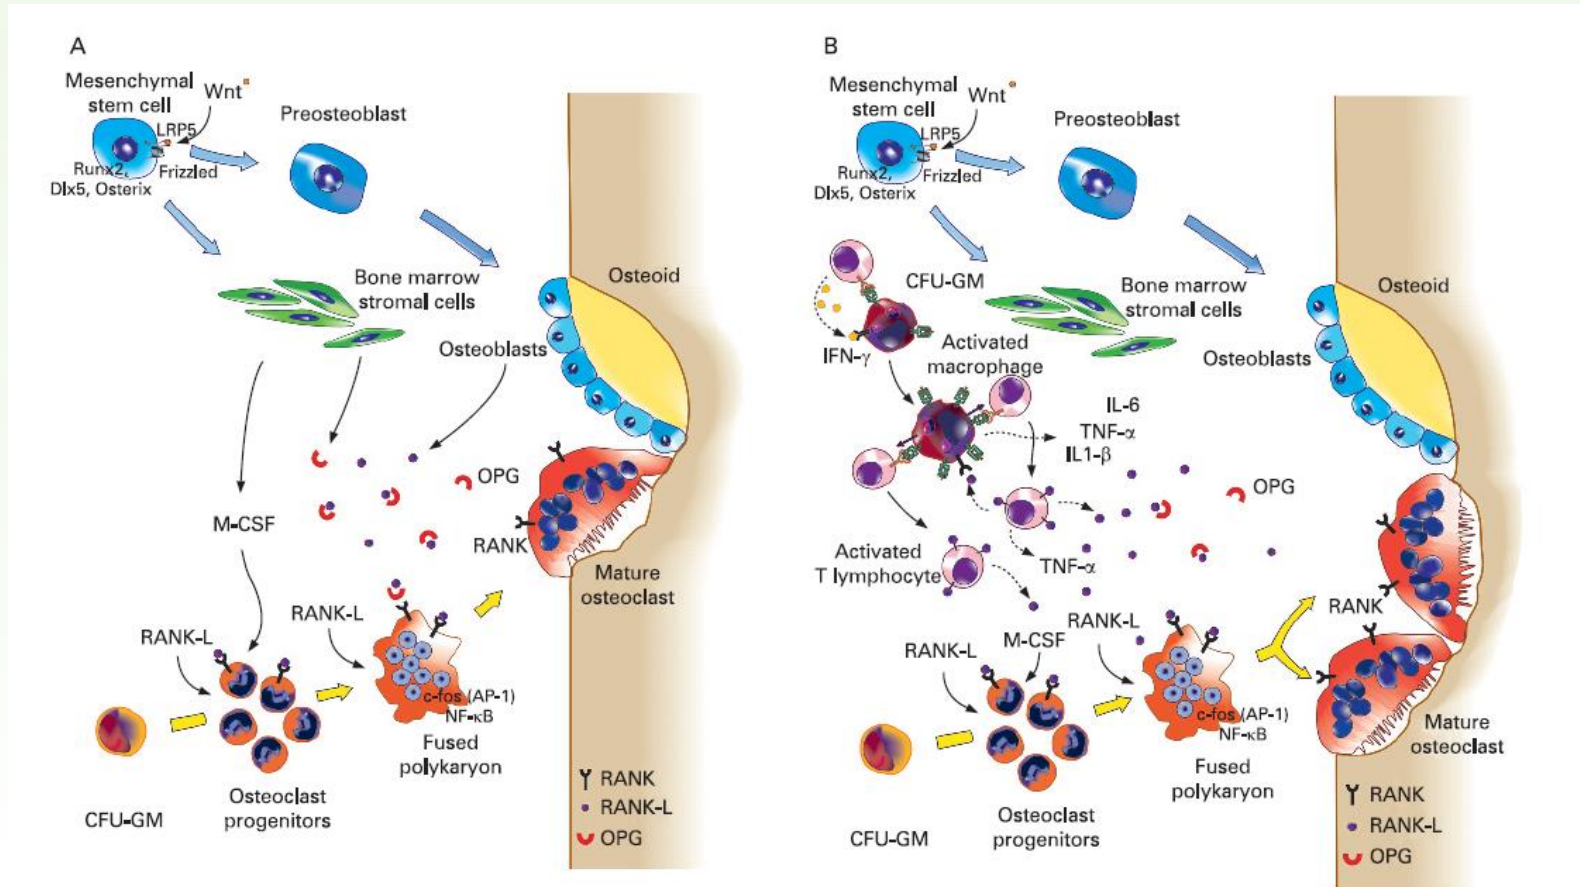 A
Mesenchymal
stem cell
Wnt
LRP5
Runx2,
Frizzled
Dlx5, Osterix
Preosteoblast
Bone marrow
stromal cells
Osteoid
Osteoblasts
OPG
M-CSF
RANK
Mature
osteoclast
RANK-L
RANK-L
c-fos (AP-1)
NF-κB
Fused
polykaryon
Osteoclast
progenitors
CFU-GM
RANK
RANK-L
OPG
B
Mesenchymal
stem cell
Wnt
LRP5
Runx2,
Frizzled
Dlx5, Osterix
Preosteoblast
CFU-GM
Bone marrow
stromal cells
Osteoid
IFN-γ
Activated
macrophage
Osteoblasts
IL-6
TNF-α
IL1-β
OPG
Activated
T lymphocyte
TNF-α
RANK
RANK-L
M-CSF
RANK-L
c-fos (AP-1)
NF-κB
Fused
polykaryon
Mature
osteoclast
Osteoclast
progenitors
CFU-GM
RANK
RANK-L
OPG